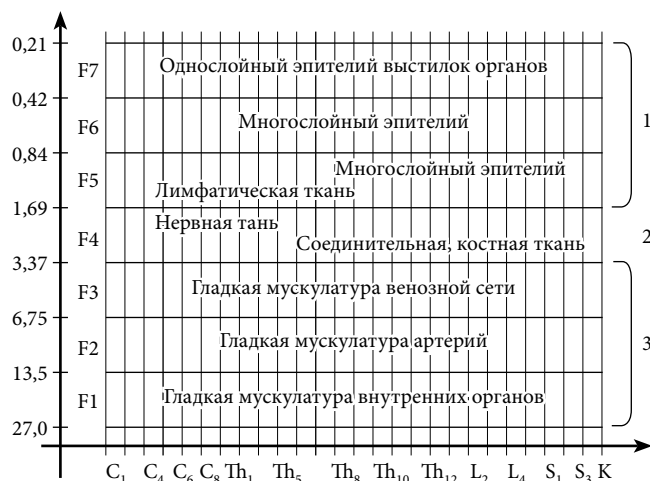 0,21
F7 Однослойный эпителий выстилок органов
0,42
1
F6 Многослойный эпителий
0,84
Многослойный эпителий
F5
Лимфатическая ткань
1,69
Нервная тань
F4 2
Соединительная, костная ткань
3,37
F3 Гладкая мускулатура венозной сети
6,75
F2 Гладкая мускулатура артерий 3
13,5
F1 Гладкая мускулатура внутренних органов
27,0
C₁ C₄ C₆ C₈ Th₁ Th₅ Th₈ Th₁₀ Th₁₂ L₂ L₄ S₁ S₃ K